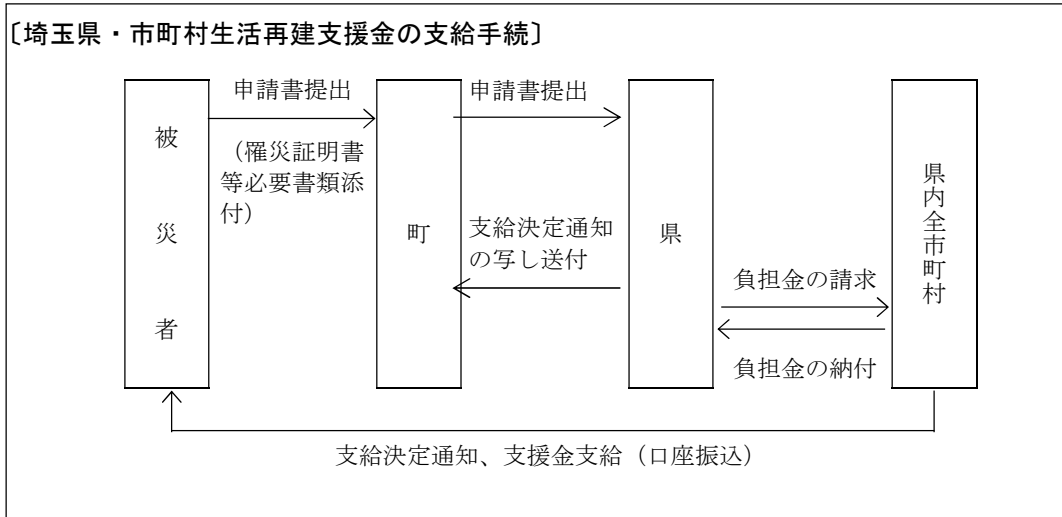 〔埼玉県・市町村生活再建支援金の支給手続〕
申請書提出
申請書提出
被災者
（罹災証明書
等必要書類添
付）
町
支給決定通知
の写し送付
県
県内全市町村
負担金の請求
負担金の納付
支給決定通知、支援金支給（口座振込）